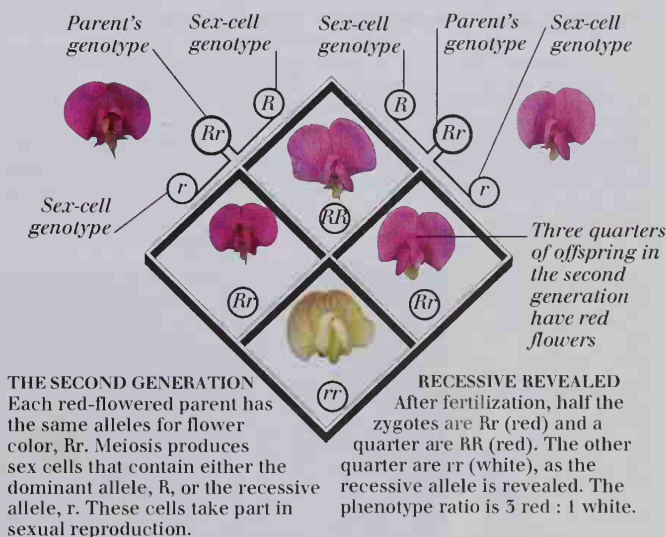 Parent's
genotype
Sex-cell
genotype
Sex-cell
genotype
Parent's
genotype
Sex-cell
genotype
R
R
Rr
Rr
r
r
Sex-cell
genotype
RR
Rr
Rr
rr
Three quarters
of offspring in
the second
generation
have red
flowers
THE SECOND GENERATION
Each red-flowered parent has
the same alleles for flower
color, Rr. Meiosis produces
sex cells that contain either the
dominant allele, R, or the recessive
allele, r. These cells take part in
sexual reproduction.
RECESSIVE REVEALED
After fertilization, half the
zygotes are Rr (red) and a
quarter are RR (red). The other
quarter are rr (white), as the
recessive allele is revealed. The
phenotype ratio is 3 red : 1 white.